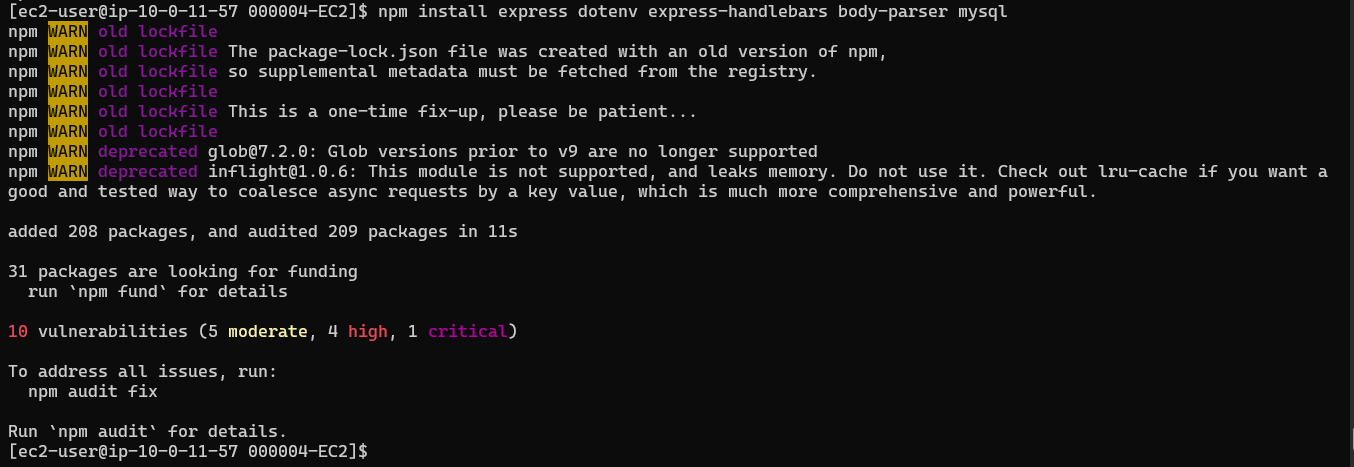 [ec2-user@ip-10-0-11-57 000004-EC2]$ npm install express dotenv express-handlebars body-parser mysql
npm WARN old lockfile
npm WARN old lockfile The package-lock.json file was created with an old version of npm,
npm WARN old lockfile so supplemental metadata must be fetched from the registry.
npm WARN old lockfile
npm WARN old lockfile This is a one-time fix-up, please be patient...
npm WARN old lockfile
npm WARN deprecated glob@7.2.0: Glob versions prior to v9 are no longer supported
npm WARN deprecated inflight@1.0.6: This module is not supported, and leaks memory. Do not use it. Check out lru-cache if you want a
good and tested way to coalesce async requests by a key value, which is much more comprehensive and powerful.
added 208 packages, and audited 209 packages in 11s
31 packages are looking for funding
  run `npm fund` for details
10 vulnerabilities (5 moderate, 4 high, 1 critical)
To address all issues, run:
  npm audit fix
Run `npm audit` for details.
[ec2-user@ip-10-0-11-57 000004-EC2]$